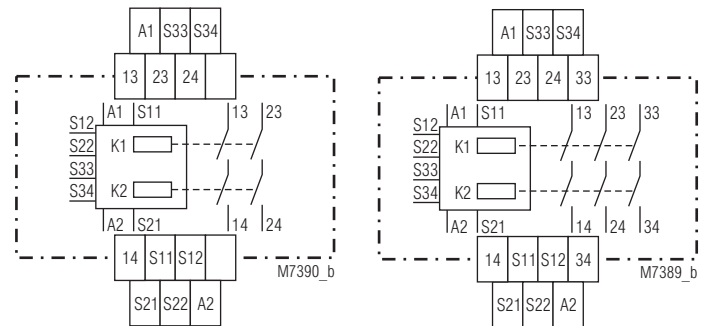 A1 S33 S34
13 23 24
A1 S11 13 23
S12
S22
S33
S34
K1
K2
A2 S21 14 24
14 S11 S12
M7390_b
S21 S22 A2
A1 S33 S34
13 23 24 33
A1 S11 13 23 33
S12
S22
S33
S34
K1
K2
A2 S21 14 24 34
14 S11 S12 34
M7389_b
S21 S22 A2